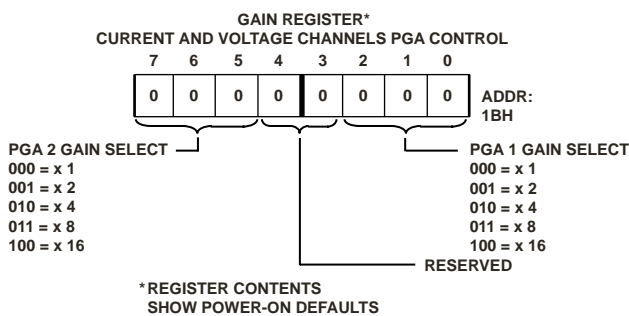 GAIN REGISTER*
CURRENT AND VOLTAGE CHANNELS PGA CONTROL
7 6 5 4 3 2 1 0
0 0 0 0 0 0 0 0
ADDR:
1BH
PGA 2 GAIN SELECT
000 = x 1
001 = x 2
010 = x 4
011 = x 8
100 = x 16
PGA 1 GAIN SELECT
000 = x 1
001 = x 2
010 = x 4
011 = x 8
100 = x 16
RESERVED
*REGISTER CONTENTS
SHOW POWER-ON DEFAULTS